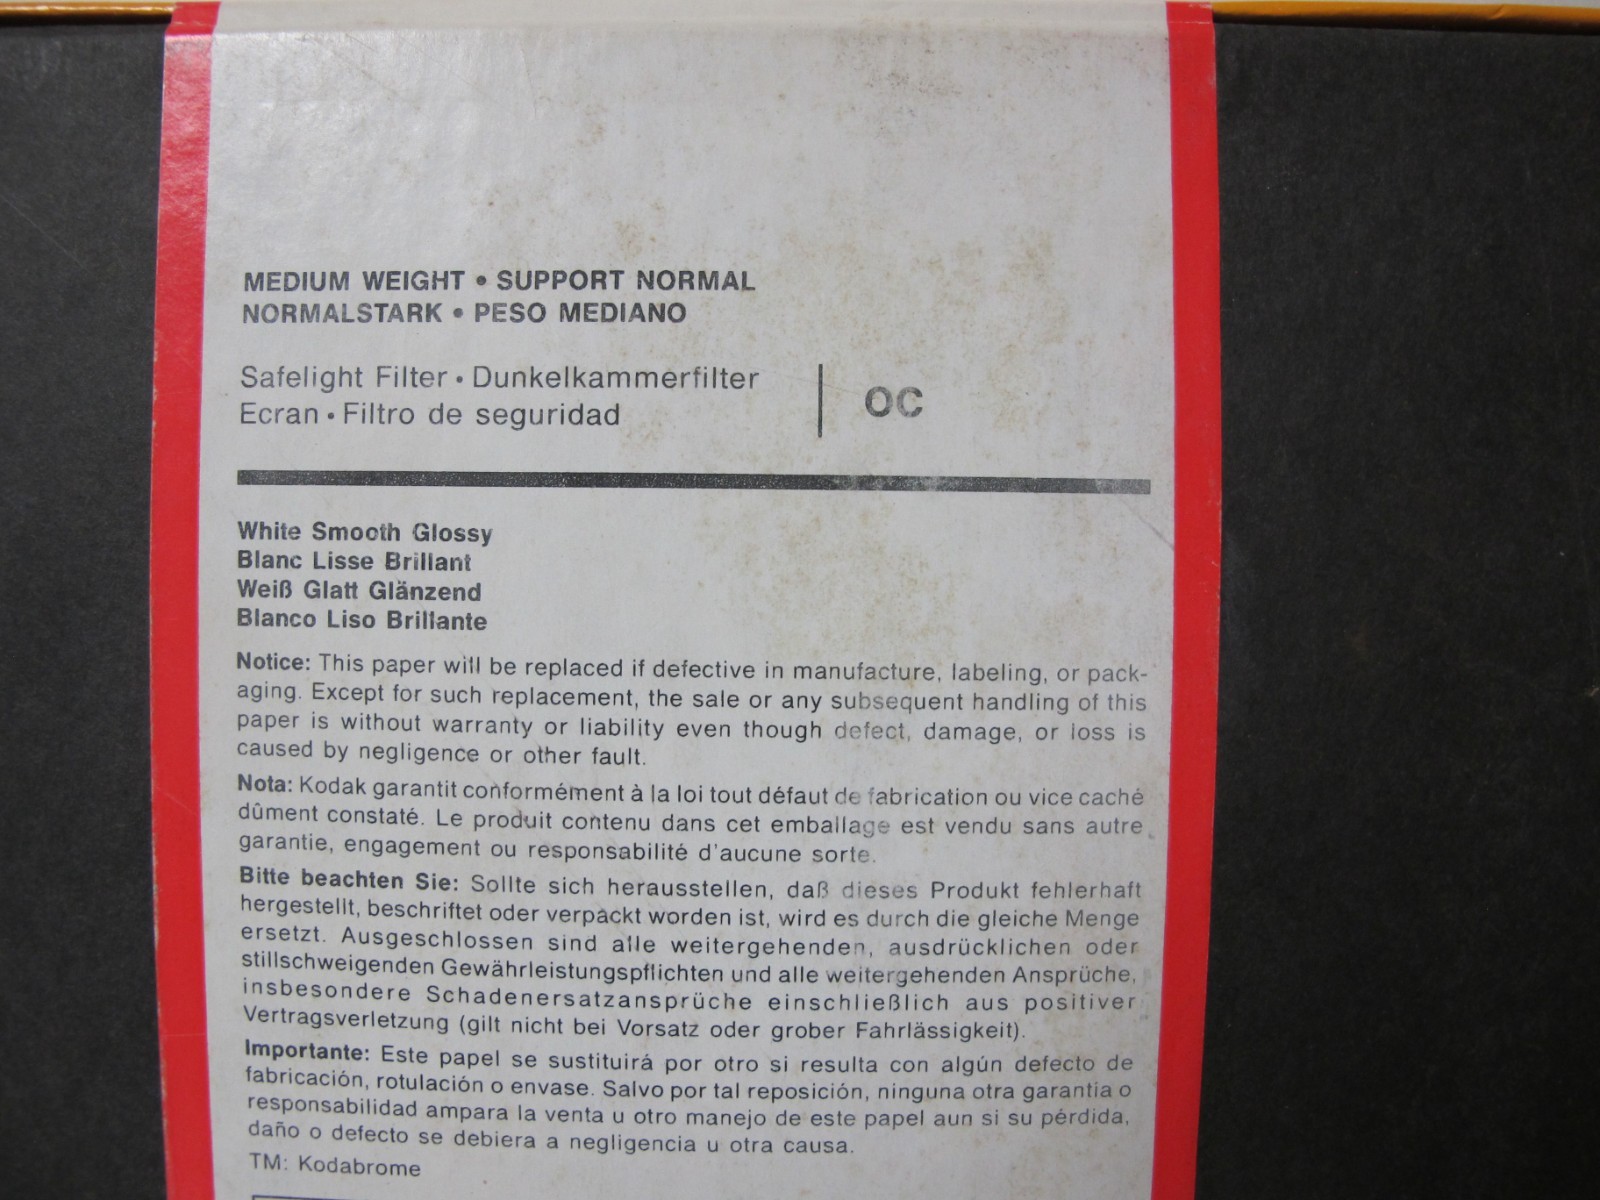 MEDIUM WEIGHT • SUPPORT NORMAL
NORMALSTARK • PESO MEDIANO
Safelight Filter • Dunkelkammerfilter
Ecran • Filtro de seguridad
OC
White Smooth Glossy
Blanc Lisse Brillant
Weiß Glatt Glänzend
Blanco Liso Brillante
Notice: This paper will be replaced if defective in manufacture, labeling, or pack-
aging. Except for such replacement, the sale or any subsequent handling of this
paper is without warranty or liability even though defect, damage, or loss is
caused by negligence or other fault.
Nota: Kodak garantit conformément à la loi tout défaut de fabrication ou vice caché
dûment constaté. Le produit contenu dans cet emballage est vendu sans autre
garantie, engagement ou responsabilité d'aucune sorte.
Bitte beachten Sie: Sollte sich herausstellen, daß dieses Produkt fehlerhaft
hergestellt, beschriftet oder verpackt worden ist, wird es durch die gleiche Menge
ersetzt. Ausgeschlossen sind alle weitergehenden, ausdrücklichen oder
stillschweigenden Gewährleistungspflichten und alle weitergehenden Ansprüche,
insbesondere Schadenersatzansprüche einschließlich aus positiver
Vertragsverletzung (gilt nicht bei Vorsatz oder grober Fahrlässigkeit).
Importante: Este papel se sustituirá por otro si resulta con algún defecto de
fabricación, rotulación o envase. Salvo por tal reposición, ninguna otra garantia o
responsabilidad ampara la venta u otro manejo de este papel aun si su pérdida,
daño o defecto se debiera a negligencia u otra causa.
TM: Kodabrome